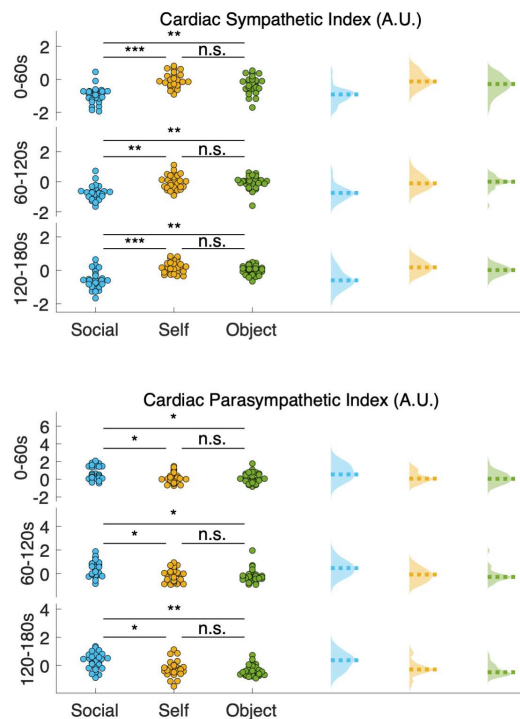 Cardiac Sympathetic Index (A.U.)
**
*** n.s.
0-60s
2
0
-2
**
** n.s.
60-120s
2
0
-2
**
*** n.s.
120-180s
2
0
-2
Social Self Object
Cardiac Parasympathetic Index (A.U.)
*
* n.s.
0-60s
6
4
2
0
-2
*
* n.s.
60-120s
4
2
0
**
* n.s.
120-180s
4
2
0
Social Self Object